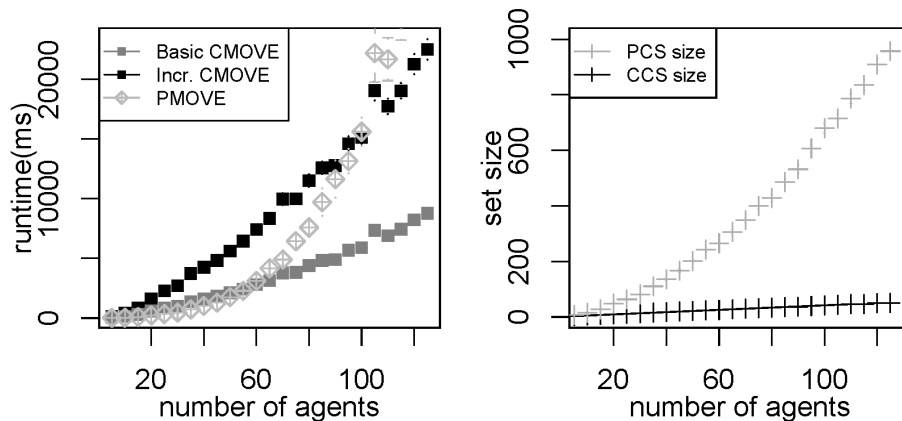 runtime(ms)
0
10000
20000
Basic CMOVE
Incr. CMOVE
PMOVE
20
60
100
number of agents
set size
0
200
600
1000
PCS size
CCS size
20
60
100
number of agents